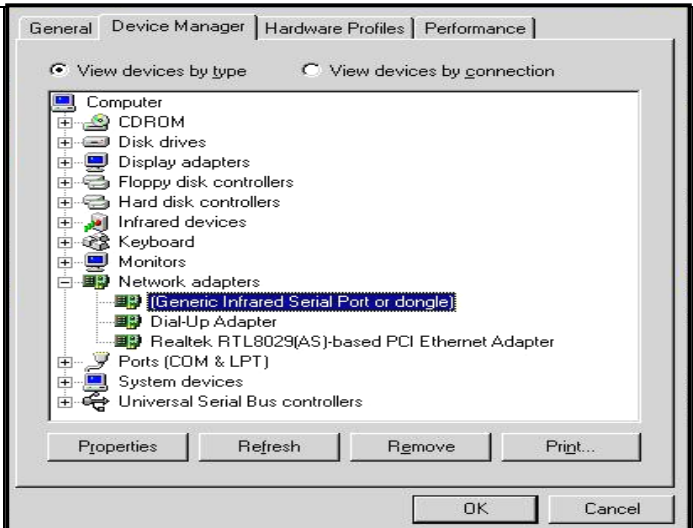 General Device Manager Hardware Profiles Performance
View devices by type View devices by connection
Computer
CDROM
Disk drives
Display adapters
Floppy disk controllers
Hard disk controllers
Infrared devices
Keyboard
Monitors
Network adapters
(Generic Infrared Serial Port or dongle)
Dial-Up Adapter
Realtek RTL8029(AS)-based PCI Ethernet Adapter
Ports (COM & LPT)
System devices
Universal Serial Bus controllers
Properties Refresh Remove Print...
OK Cancel